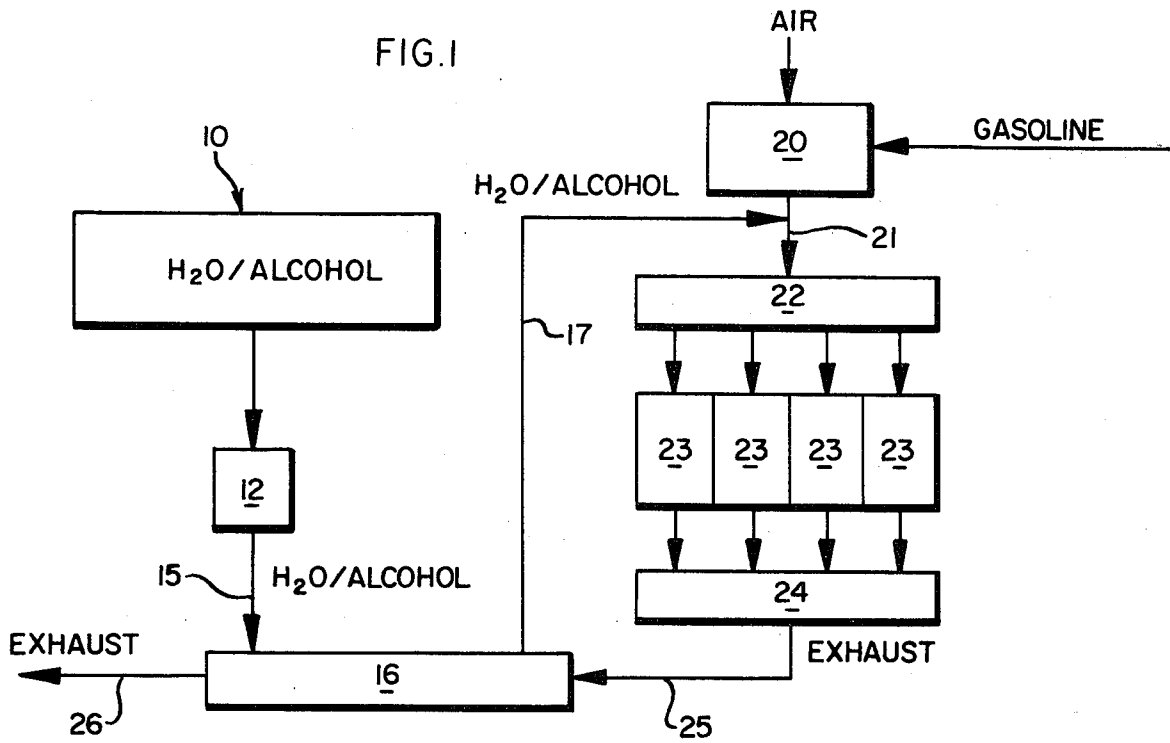 FIG.1
AIR
10
20
GASOLINE
H₂O/ALCOHOL
21
H₂O/ALCOHOL
22
17
23 23 23 23
12
15
H₂O/ALCOHOL
24
EXHAUST
EXHAUST
16
26
25